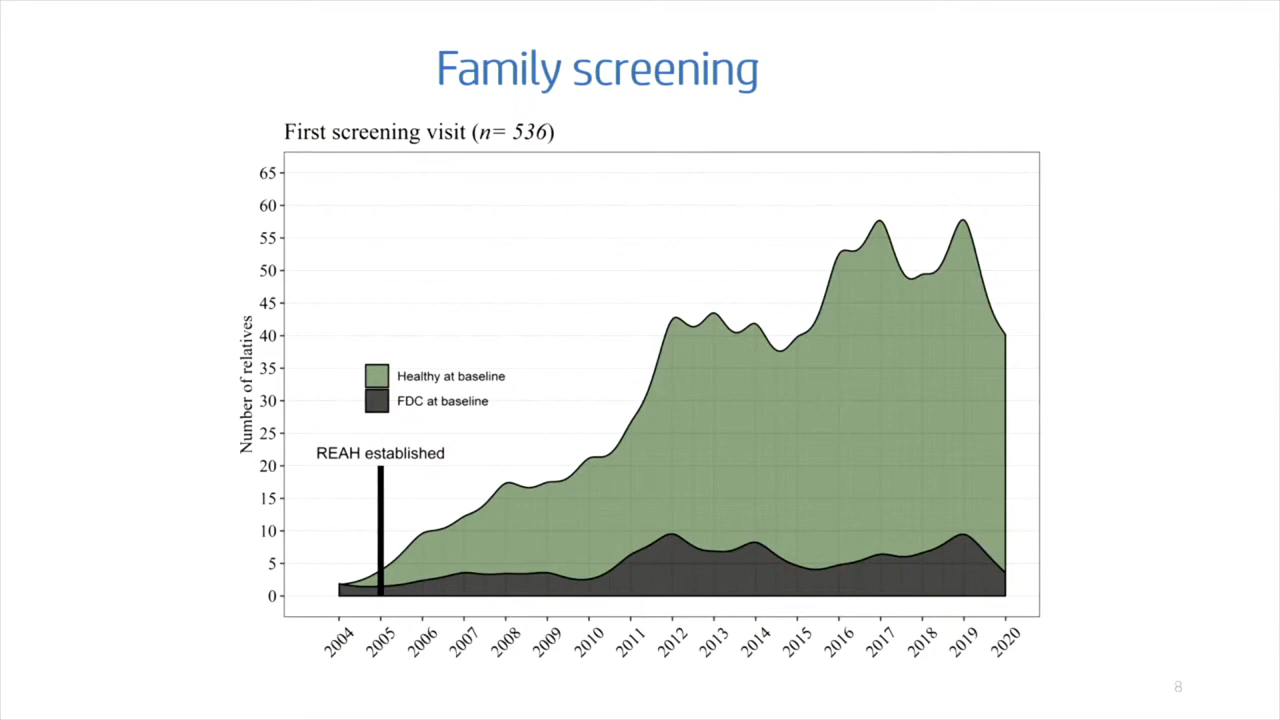 Family screening
First screening visit (n= 536)
65
60
55
50
45
40
35
30
25
20
15
10
5
0
Number of relatives
Healthy at baseline
FDC at baseline
REAH established
2004 2005 2006 2007 2008 2009 2010 2011 2012 2013 2014 2015 2016 2017 2018 2019 2020
8